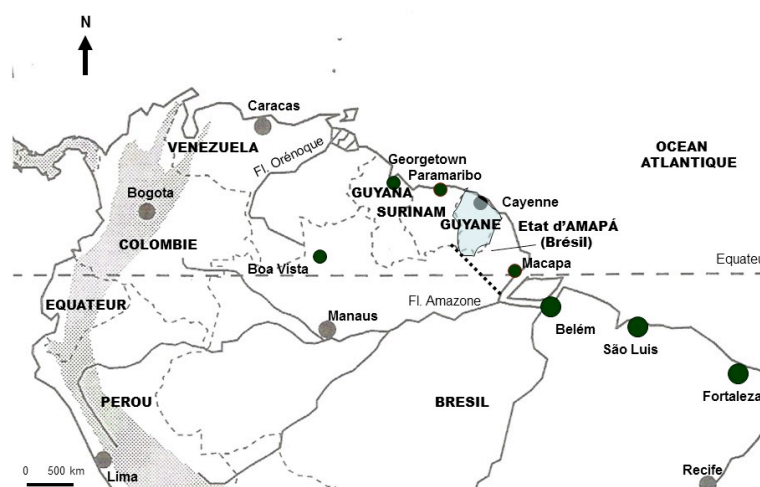 N
Caracas
VENEZUELA
Fl. Orénoque
OCEAN
ATLANTIQUE
Georgetown
Paramaribo
Bogota
GUYANA
SURINAM
Cayenne
GUYANE
Etat d'AMAPÁ
(Brésil)
COLOMBIE
Boa Vista
Macapa
Equateu
EQUATEUR
Fl. Amazone
Manaus
Belém
São Luis
PEROU
BRESIL
Fortaleza
0 500 km
Lima
Recife